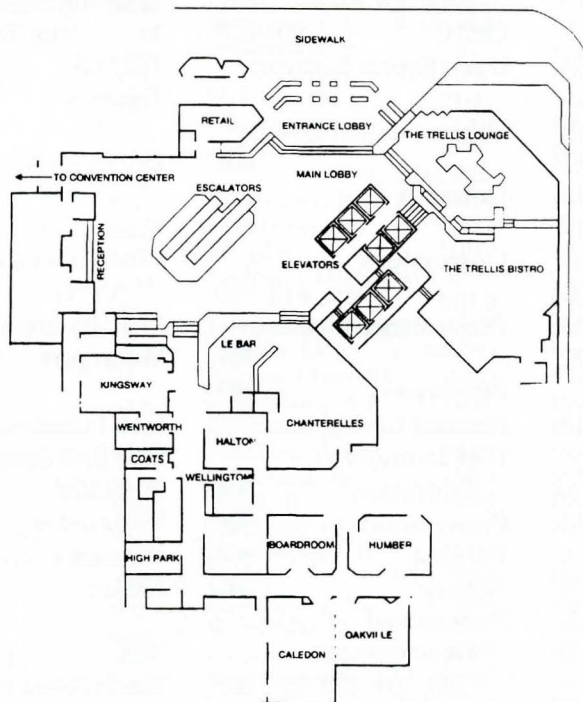 SIDEWALK
RETAIL
ENTRANCE LOBBY
THE TRELLIS LOUNGE
TO CONVENTION CENTER
MAIN LOBBY
ESCALATORS
RECEPTION
ELEVATORS
THE TRELLIS BISTRO
LE BAR
KINGSWAY
CHANTERELLES
WENTWORTH
HALTON
COATS
WELLINGTON
BOARDROOM
HUMBER
HIGH PARK
OAKVILLE
CALEDON